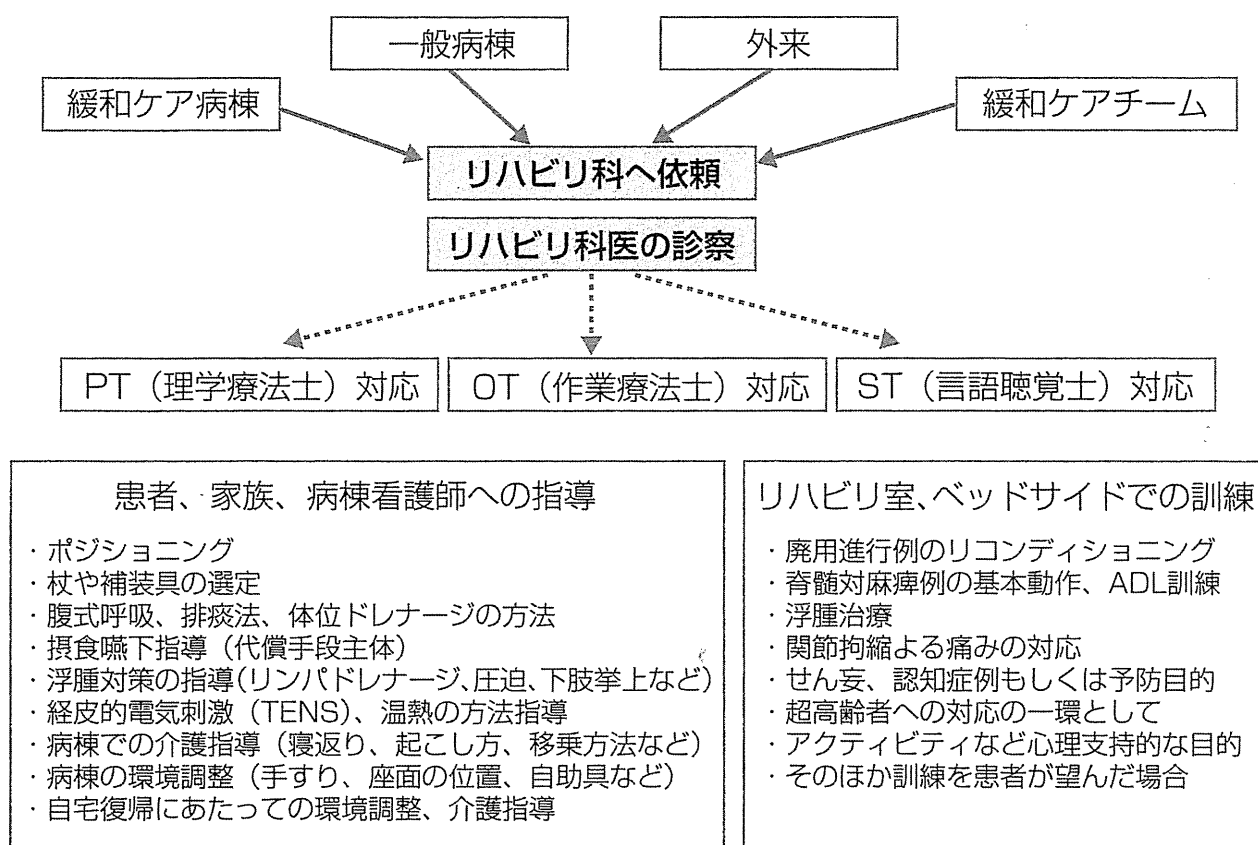 一般病棟
外来
緩和ケア病棟
緩和ケアチーム
リハビリ科へ依頼
リハビリ科医の診察
PT（理学療法士）対応
OT（作業療法士）対応
ST（言語聴覚士）対応
患者、家族、病棟看護師への指導
・ポジショニング
・杖や補装具の選定
・腹式呼吸、排痰法、体位ドレナージの方法
・摂食嚥下指導（代償手段主体）
・浮腫対策の指導（リンパドレナージ、圧迫、下肢挙上など）
・経皮的電気刺激（TENS）、温熱の方法指導
・病棟での介護指導（寝返り、起こし方、移乗方法など）
・病棟の環境調整（手すり、座面の位置、自助具など）
・自宅復帰にあたっての環境調整、介護指導
リハビリ室、ベッドサイドでの訓練
・廃用進行例のリコンディショニング
・脊髄対麻痺例の基本動作、ADL訓練
・浮腫治療
・関節拘縮よる痛みの対応
・せん妄、認知症例もしくは予防目的
・超高齢者への対応の一環として
・アクティビティなど心理支持的な目的
・そのほか訓練を患者が望んだ場合